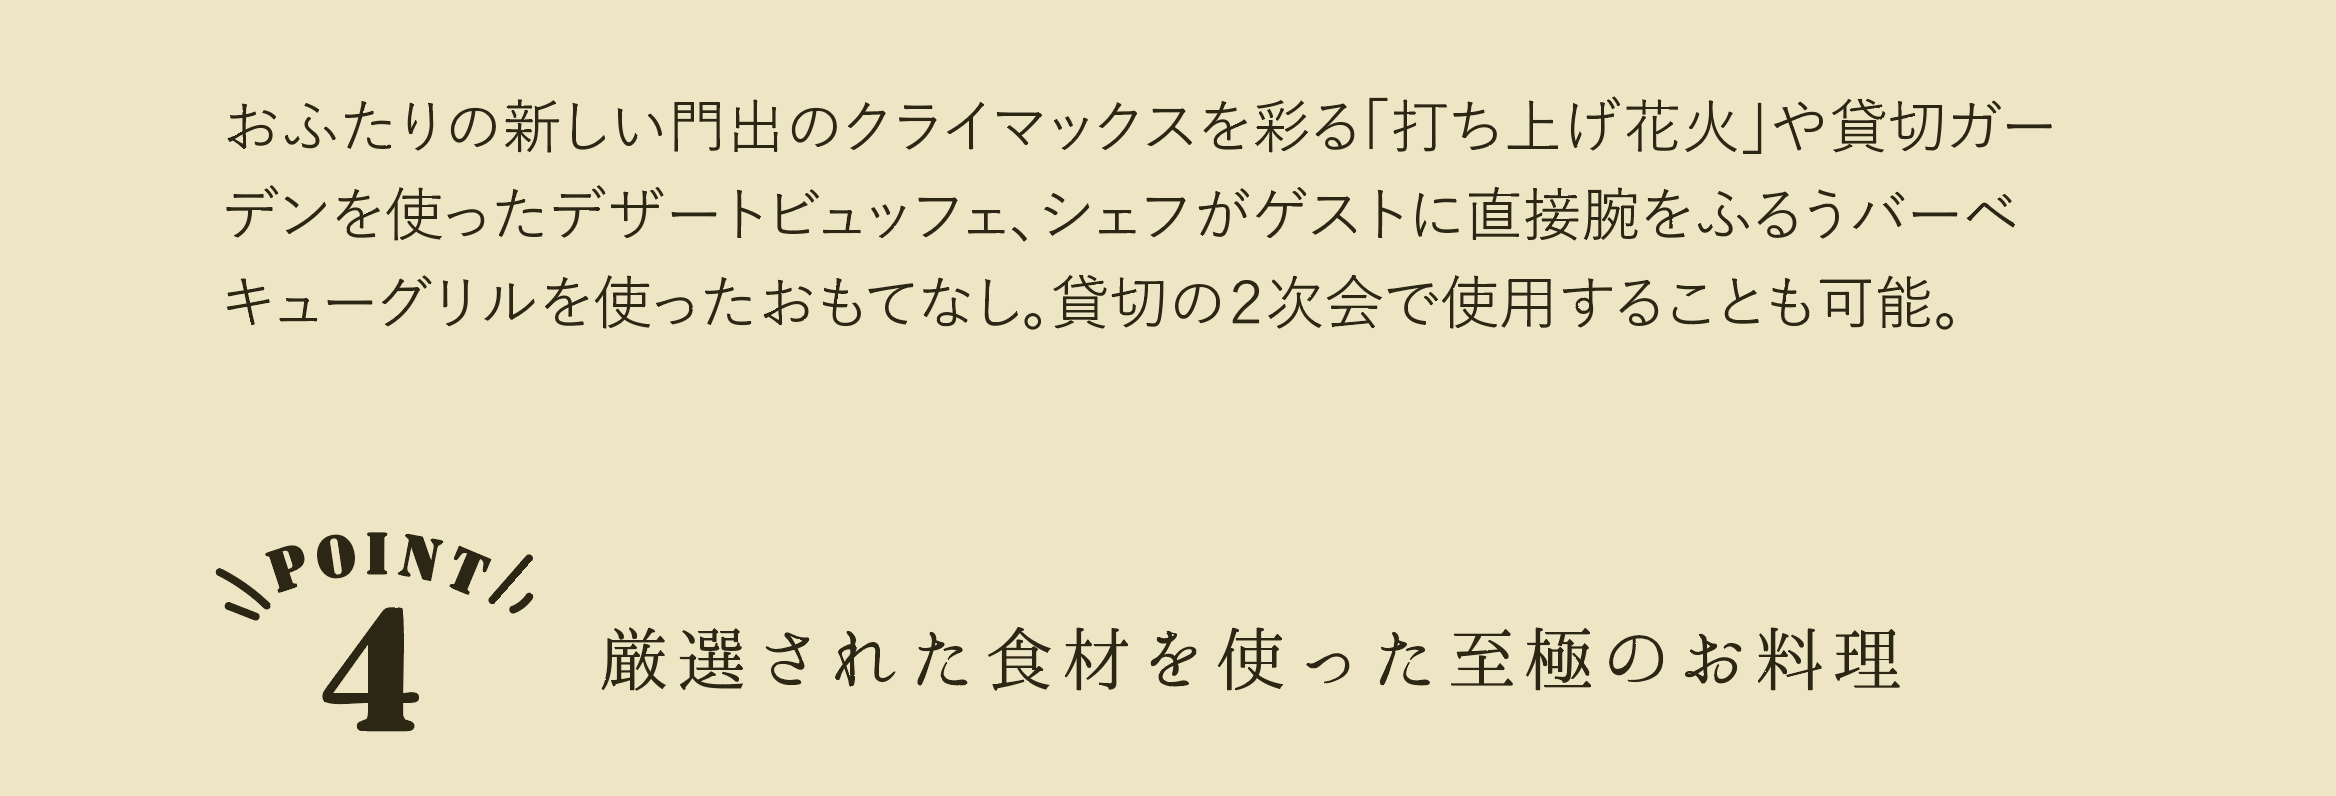 おふたりの新しい門出のクライマックスを彩る「打ち上げ花火」や貸切ガー
デンを使ったデザートビュッフェ、シェフがゲストに直接腕をふるうバーベ
キューグリルを使ったおもてなし。貸切の2次会で使用することも可能。
POINT
4
厳選された食材を使った至極のお料理